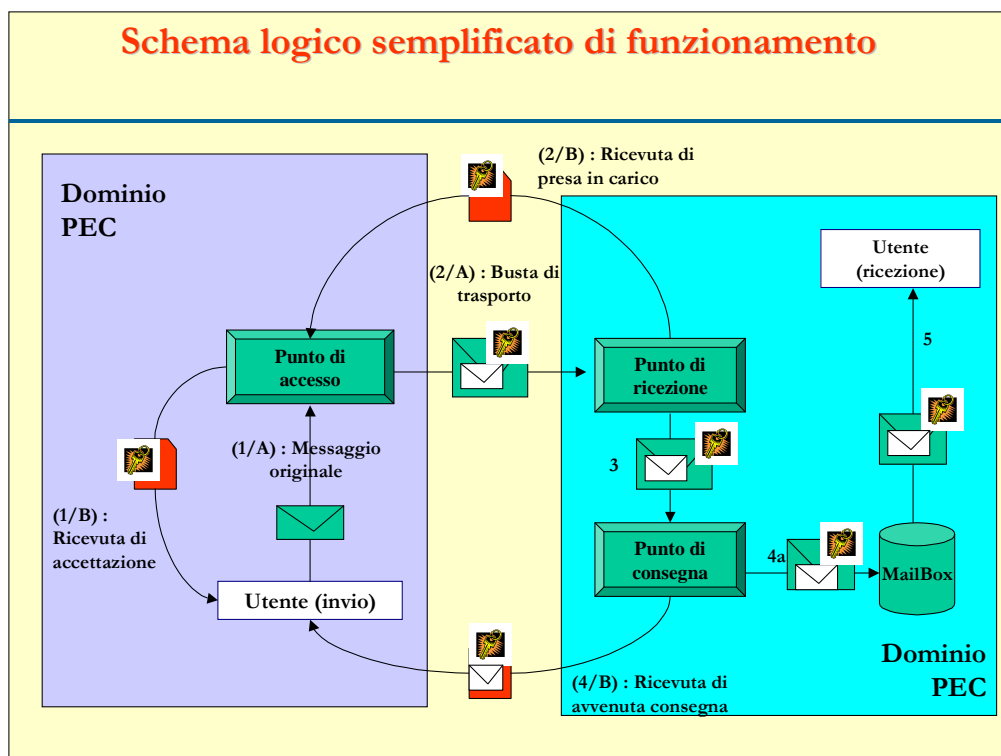 Schema logico semplificato di funzionamento
Dominio
PEC
(2/B) : Ricevuta di
presa in carico
Utente
(ricezione)
(2/A) : Busta di
trasporto
Punto di
accesso
Punto di
ricezione
5
(1/A) : Messaggio
originale
3
(1/B) :
Ricevuta di
accettazione
Punto di
consegna
4a
MailBox
Utente (invio)
(4/B) : Ricevuta di
avvenuta consegna
Dominio
PEC